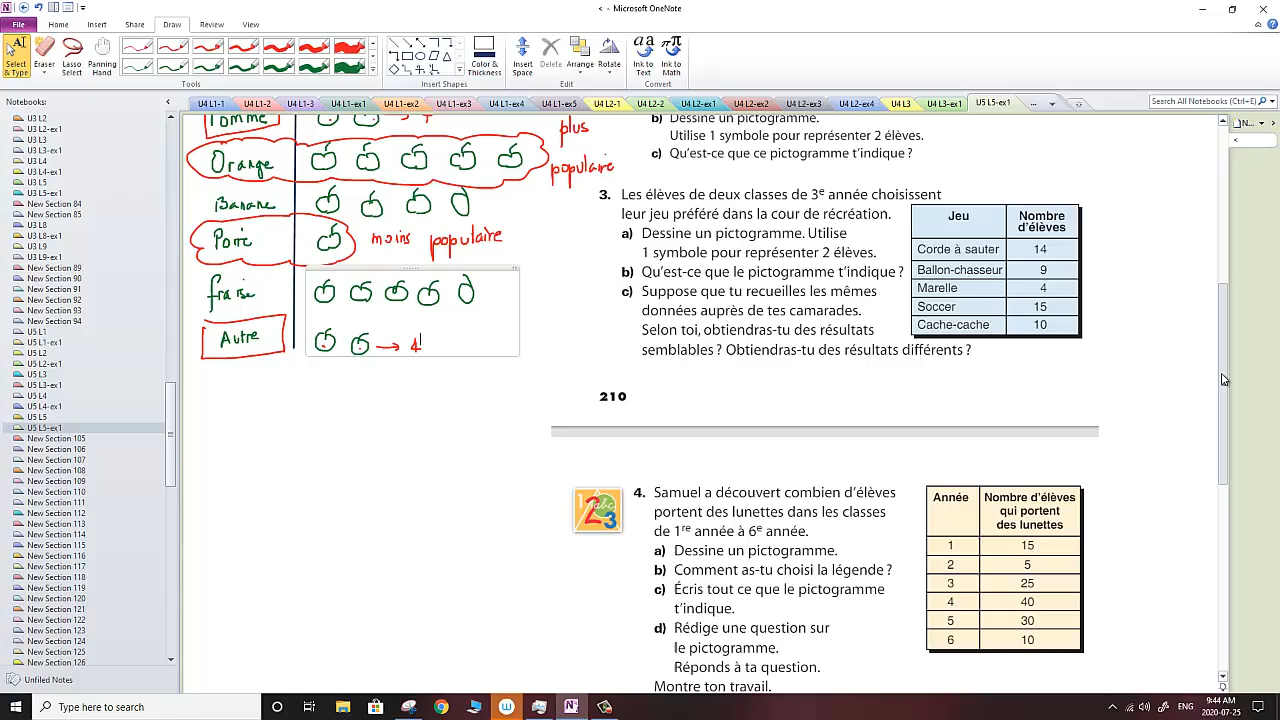 < - Microsoft OneNote
File Home Insert Draw Review View
Select & Type
Eraser
Lasso Select
Panning Hand
Color & Thickness
Insert Space
Delete
Arrange
Rotate
Ink to Text
Ink to Math
Tools
Insert Shapes
Edit
Convert
Notebooks:
U4 L1-1 U4 L1-2 U4 L1-3 U4 L1-ex1 U4 L1-ex2 U4 L1-ex3 U4 L1-ex4 U4 L1-ex5 U4 L2-1 U4 L2-2 U4 L2-ex1 U4 L2-ex2 U4 L2-ex3 U4 L2-ex4 U4 L3 U4 L3-ex1 U5 L5-ex1 ...
Search All Notebooks (Ctrl+E)
N...
<
U3 L2
U3 L2-ex1
U3 L3
U3 L3-ex1
U3 L4
U3 L4-ex1
U3 L5
U3 L5-ex1
New Section 84
New Section 85
U3 L8
U3 L8-ex1
U3 L9
U3 L9-ex1
New Section 89
New Section 90
New Section 91
New Section 92
New Section 93
New Section 94
U5 L1
U5 L1-ex1
U5 L2
U5 L2-ex1
U5 L3
U5 L3-ex1
U5 L4
U5 L4-ex1
U5 L5
U5 L5-ex1
New Section 105
New Section 106
New Section 107
New Section 108
New Section 109
New Section 110
New Section 111
New Section 112
New Section 113
New Section 114
New Section 115
New Section 116
New Section 117
New Section 118
New Section 119
New Section 120
New Section 121
New Section 122
New Section 123
New Section 124
New Section 125
New Section 126
Unfiled Notes
Pomme
plus
populaire
Orange
Banane
Poire moins populaire
fraise
Autre → 4
b) Dessine un pictogramme.
Utilise 1 symbole pour représenter 2 élèves.
c) Qu'est-ce que ce pictogramme t'indique ?
3. Les élèves de deux classes de 3e année choisissent
leur jeu préféré dans la cour de récréation.
a) Dessine un pictogramme. Utilise
1 symbole pour représenter 2 élèves.
b) Qu'est-ce que le pictogramme t'indique ?
c) Suppose que tu recueilles les mêmes
données auprès de tes camarades.
Selon toi, obtiendras-tu des résultats
semblables ? Obtiendras-tu des résultats différents ?
Jeu Nombre d'élèves
Corde à sauter 14
Ballon-chasseur 9
Marelle 4
Soccer 15
Cache-cache 10
210
123
abc
4. Samuel a découvert combien d'élèves
portent des lunettes dans les classes
de 1re année à 6e année.
a) Dessine un pictogramme.
b) Comment as-tu choisi la légende ?
c) Écris tout ce que le pictogramme
t'indique.
d) Rédige une question sur
le pictogramme.
Réponds à ta question.
Montre ton travail.
Année Nombre d'élèves qui portent des lunettes
1 15
2 5
3 25
4 40
5 30
6 10
Type here to search
ENG
9:44 AM
2020-07-25